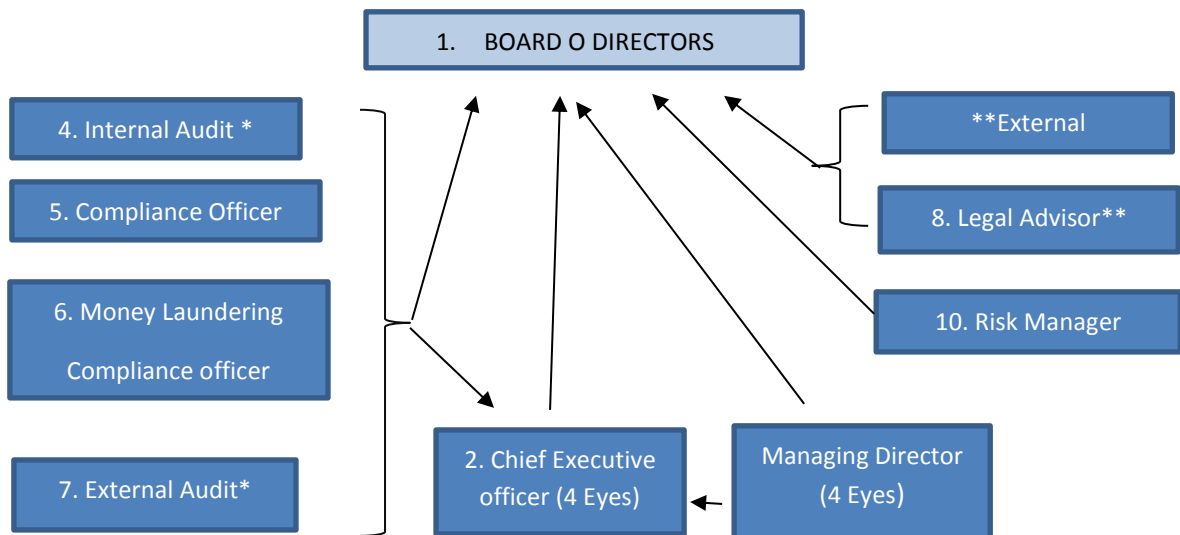 1. BOARD O DIRECTORS
4. Internal Audit *
5. Compliance Officer
6. Money Laundering
Compliance officer
7. External Audit*
**External
8. Legal Advisor**
10. Risk Manager
2. Chief Executive
officer (4 Eyes)
Managing Director
(4 Eyes)